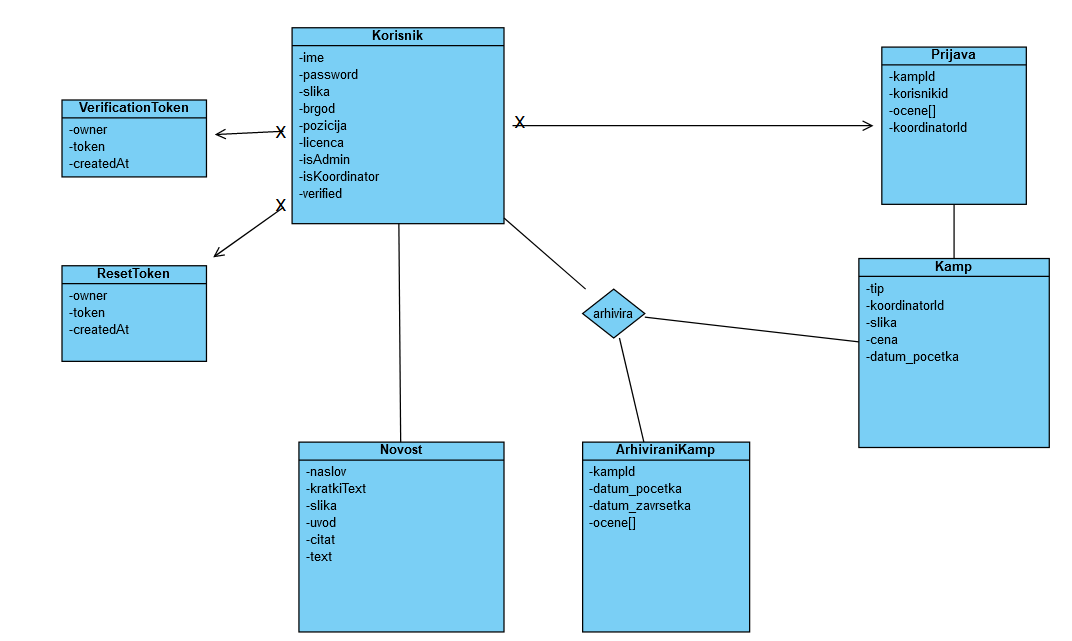 Korisnik
-ime
-password
-slika
-brgod
-pozicija
-licenca
-isAdmin
-isKoordinator
-verified
Prijava
-kampId
-korisnikid
-ocene[]
-koordinatorId
VerificationToken
-owner
-token
-createdAt
X
X
X
ResetToken
-owner
-token
-createdAt
Kamp
-tip
-koordinatorId
-slika
-cena
-datum_pocetka
arhivira
Novost
-naslov
-kratkiText
-slika
-uvod
-citat
-text
ArhiviraniKamp
-kampId
-datum_pocetka
-datum_zavrsetka
-ocene[]